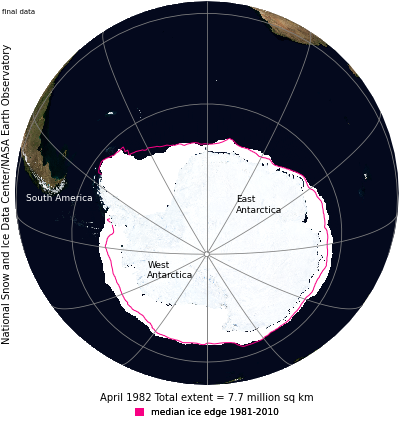 final data
National Snow and Ice Data Center/NASA Earth Observatory
South America
East
Antarctica
West
Antarctica
April 1982 Total extent = 7.7 million sq km
median ice edge 1981-2010